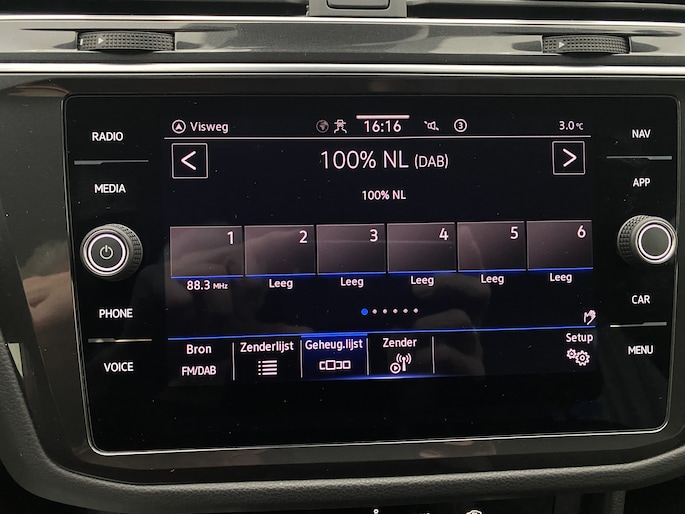 RADIO
MEDIA
PHONE
VOICE
Visweg 16:16 3 3.0°C
< 100% NL (DAB) >
100% NL
1 2 3 4 5 6
88.3 MHz Leeg Leeg Leeg Leeg Leeg
Bron Zenderlijst Geheug.lijst Zender Setup
FM/DAB
NAV
APP
CAR
MENU